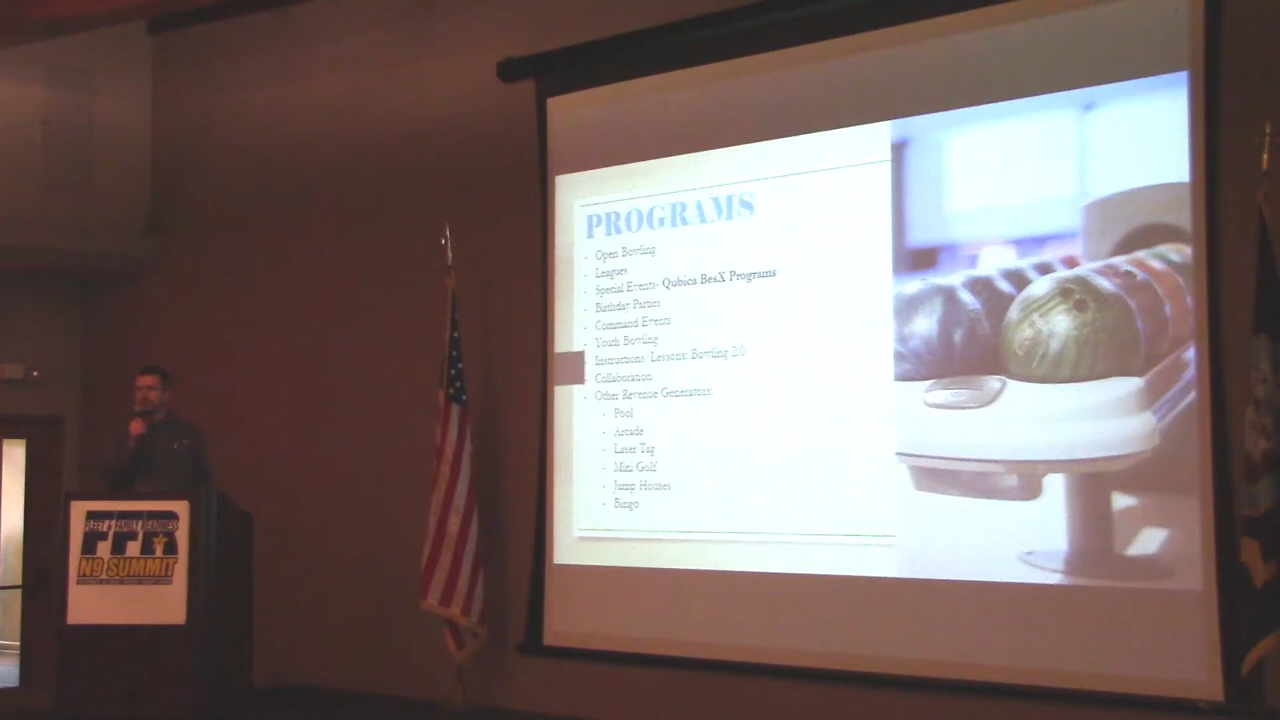 PROGRAMS
- Open Bowling
- Leagues
- Special Events- Qubica BesX Programs
- Birthday Parties
- Command Events
- Youth Bowling
- Instructions: Lessons: Bowling 2.0
- Collaboration
- Other Revenue Generators:
- Pool
- Arcade
- Laser Tag
- Mini Golf
- Jump Houses
- Bingo
FLEET & FAMILY READINESS
FFR
N9 SUMMIT